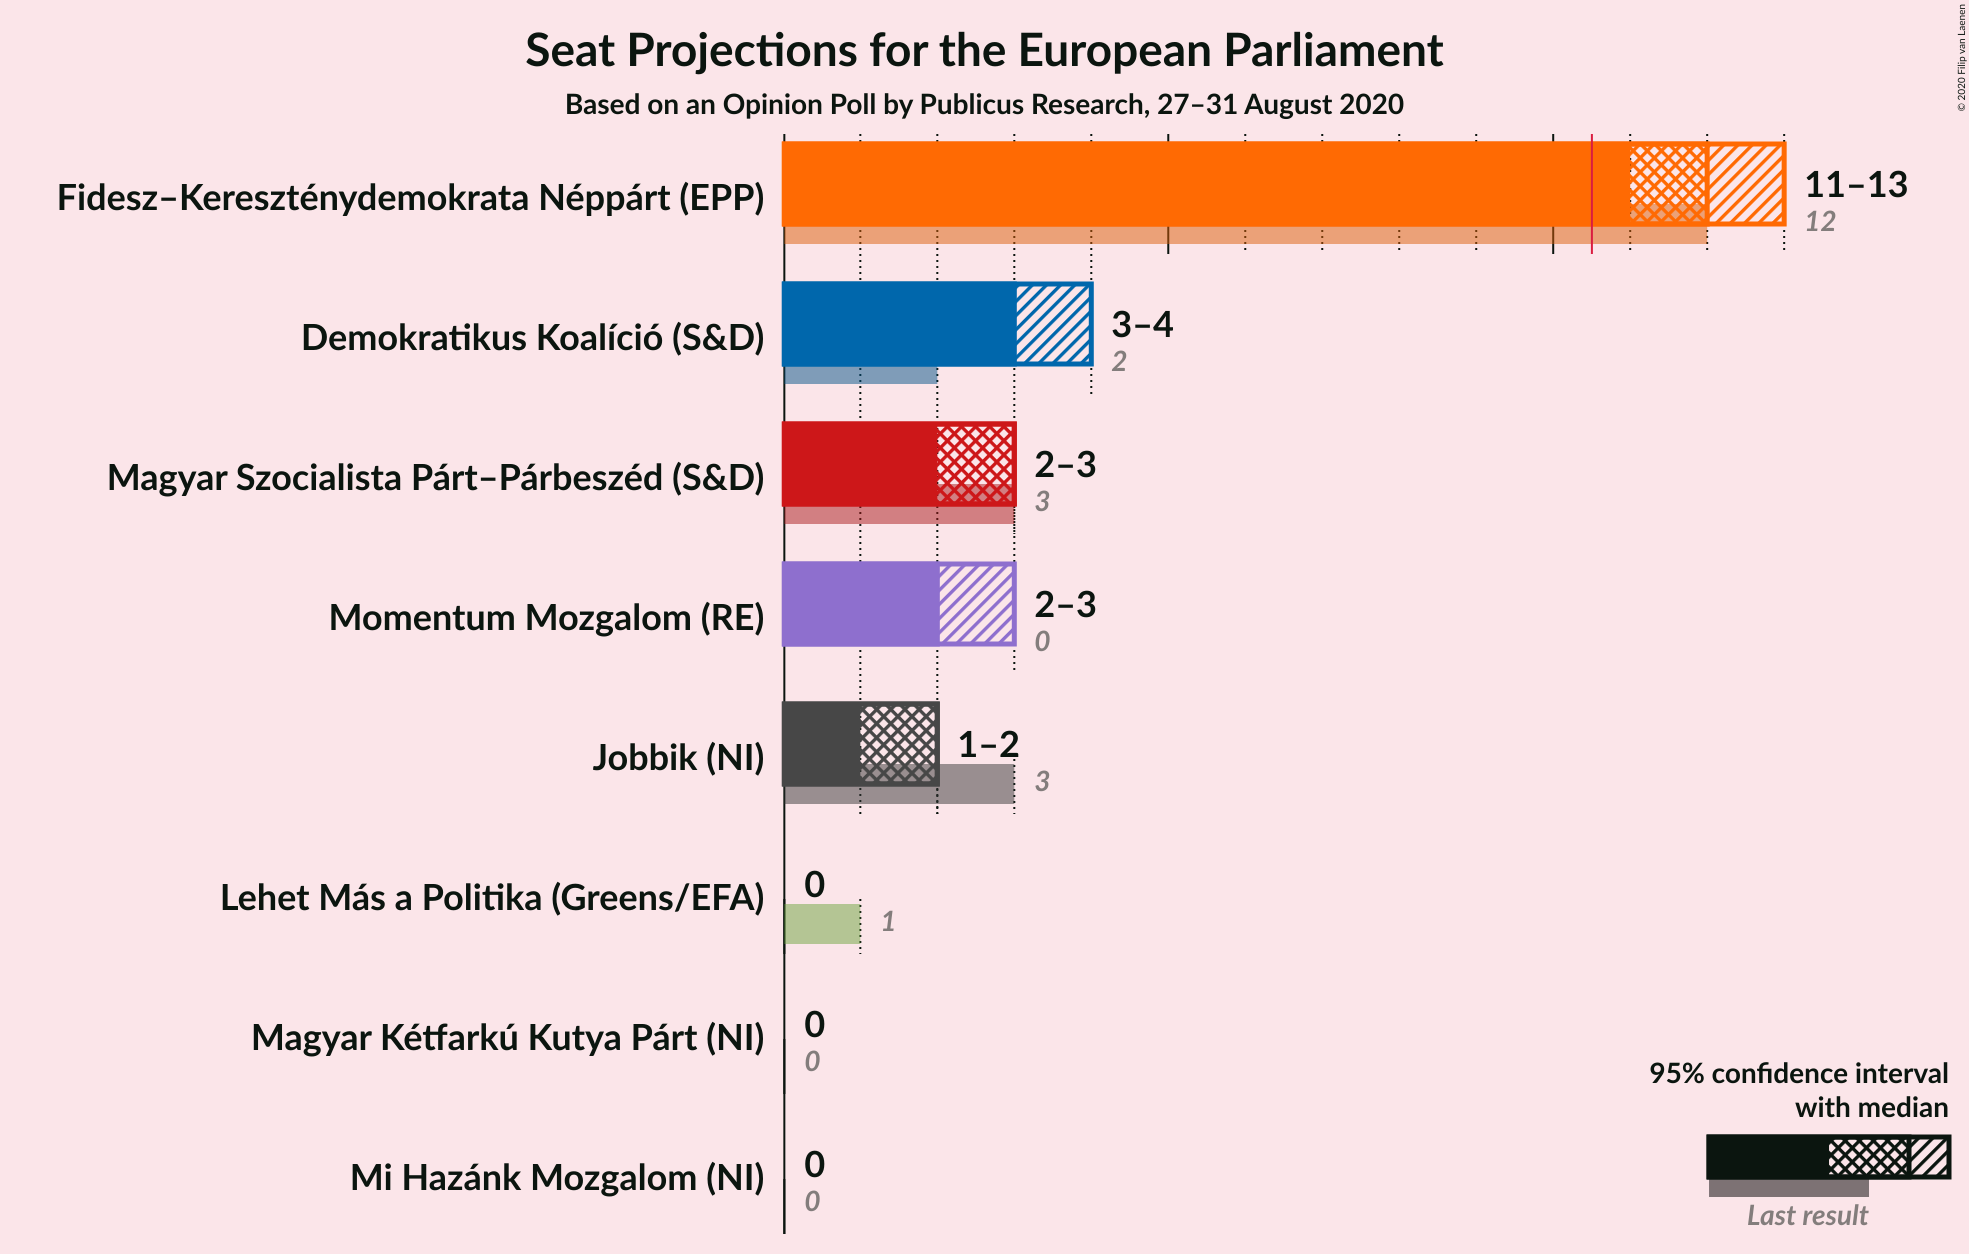 Seat Projections for the European Parliament
Based on an Opinion Poll by Publicus Research, 27–31 August 2020
© 2020 Filip van Laenen
Fidesz–Kereszténydemokrata Néppárt (EPP)
11–13
12
Demokratikus Koalíció (S&D)
3–4
2
Magyar Szocialista Párt–Párbeszéd (S&D)
2–3
3
Momentum Mozgalom (RE)
2–3
0
Jobbik (NI)
1–2
3
Lehet Más a Politika (Greens/EFA)
0
1
Magyar Kétfarkú Kutya Párt (NI)
0
0
Mi Hazánk Mozgalom (NI)
0
0
95% confidence interval
with median
Last result